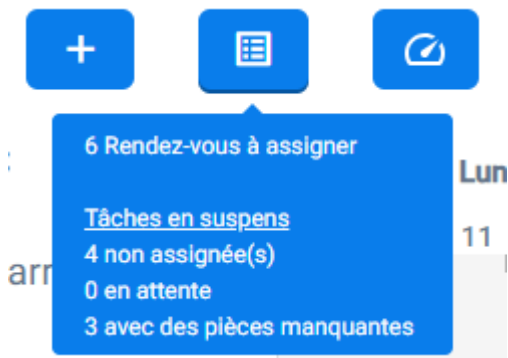 6 Rendez-vous à assigner
Lun
Tâches en suspens
4 non assignée(s)
11
arr
0 en attente
3 avec des pièces manquantes